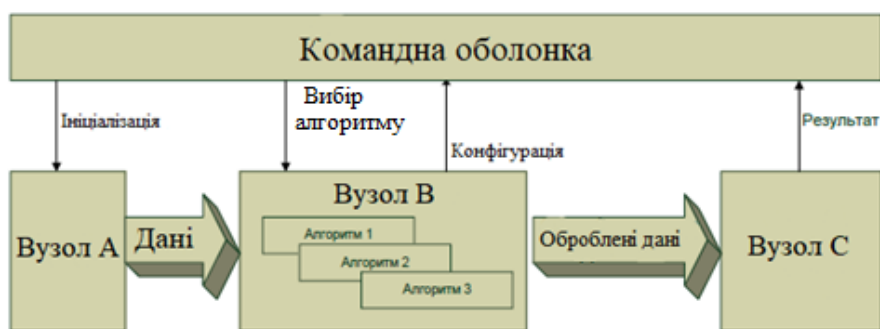 Командна оболонка
Ініціалізація
Вибір
алгоритму
Конфігурація
Результат
Вузол А
Дані
Вузол В
Алгоритм 1
Алгоритм 2
Алгоритм 3
Оброблені дані
Вузол С